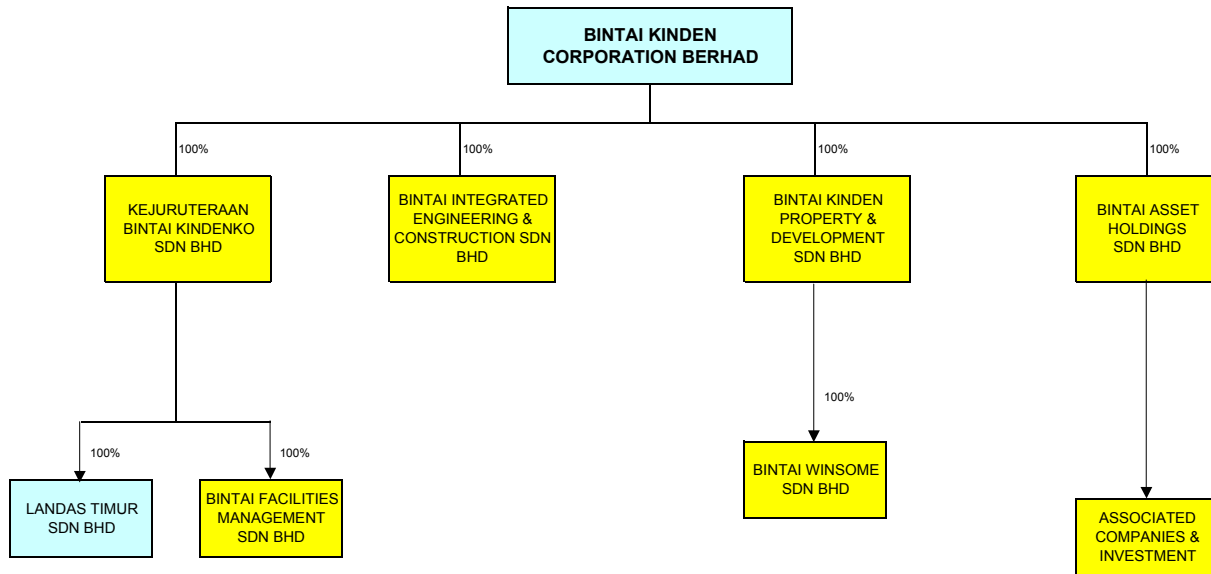 BINTAI KINDEN
CORPORATION BERHAD
100%
100%
100%
100%
KEJURUTERAAN
BINTAI KINDENKO
SDN BHD
BINTAI INTEGRATED
ENGINEERING &
CONSTRUCTION SDN
BHD
BINTAI KINDEN
PROPERTY &
DEVELOPMENT
SDN BHD
BINTAI ASSET
HOLDINGS
SDN BHD
100%
100%
100%
LANDAS TIMUR
SDN BHD
BINTAI FACILITIES
MANAGEMENT
SDN BHD
BINTAI WINSOME
SDN BHD
ASSOCIATED
COMPANIES &
INVESTMENT